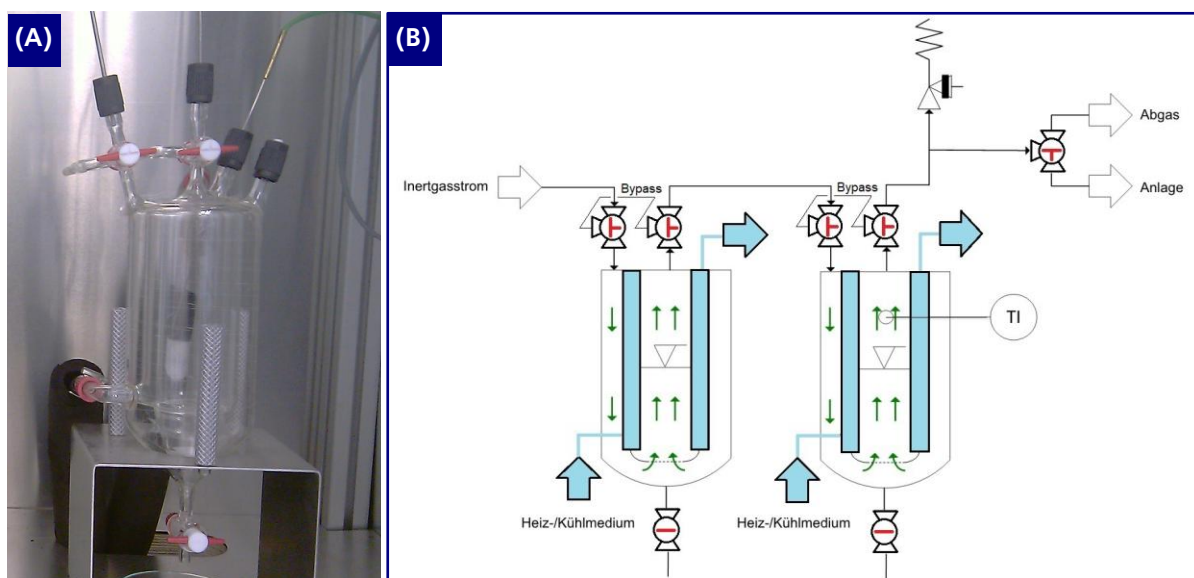 (A)
(B)
Abgas
Inertgasstrom
Bypass
Bypass
Anlage
TI
Heiz-/Kühlmedium
Heiz-/Kühlmedium